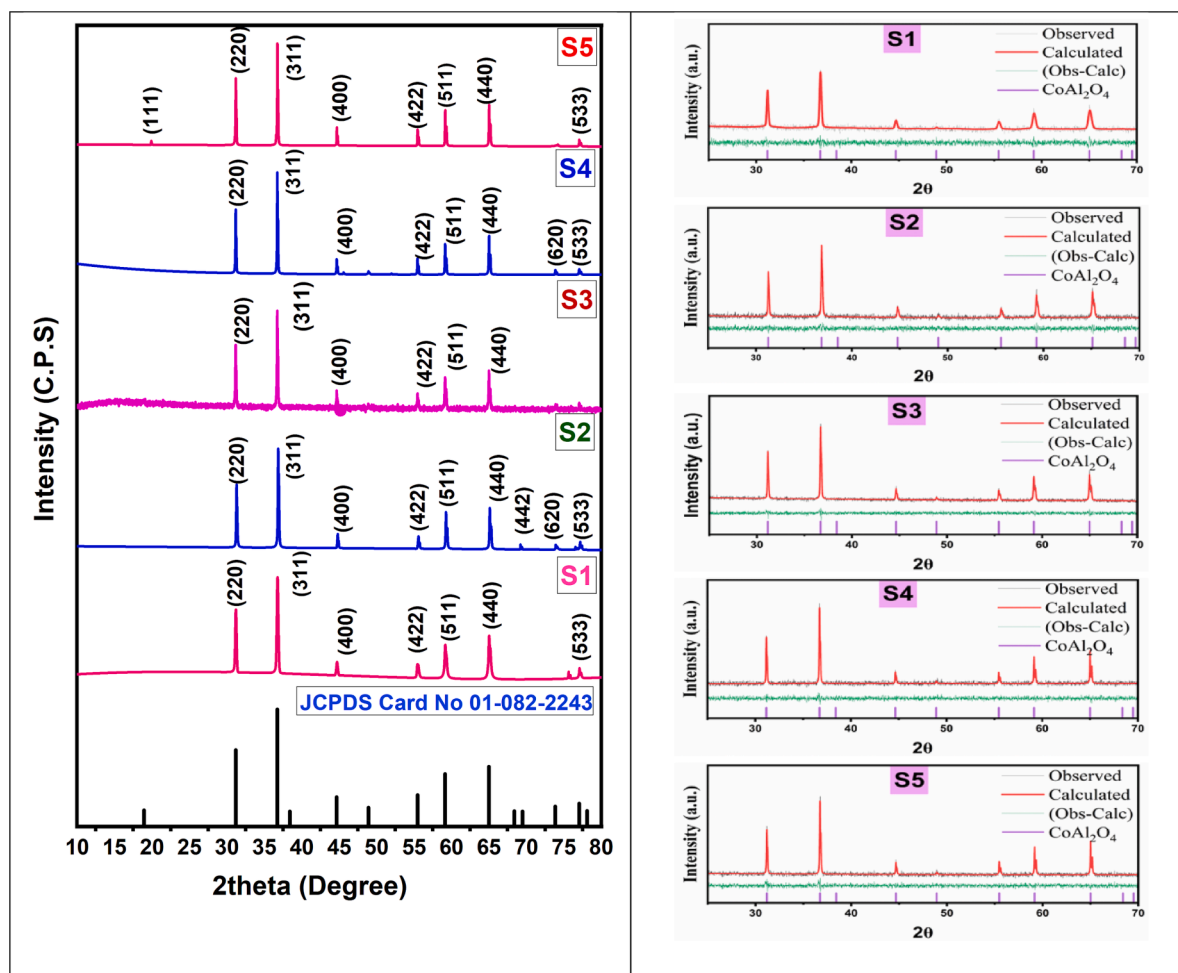 Intensity (C.P.S)
S5
(111)
(220)
(311)
(400)
(422)
(511)
(440)
(533)
S4
(220)
(311)
(400)
(422)
(511)
(440)
(620)
(533)
S3
(220)
(311)
(400)
(422)
(511)
(440)
S2
(220)
(311)
(400)
(422)
(511)
(440)
(442)
(620)
(533)
S1
(220)
(311)
(400)
(422)
(511)
(440)
(533)
JCPDS Card No 01-082-2243
10 15 20 25 30 35 40 45 50 55 60 65 70 75 80
2theta (Degree)
S1
Observed
Calculated
(Obs-Calc)
CoAl₂O₄
Intensity (a.u.)
30 40 50 60 70
2θ
S2
Observed
Calculated
(Obs-Calc)
CoAl₂O₄
Intensity (a.u.)
30 40 50 60 70
2θ
S3
Observed
Calculated
(Obs-Calc)
CoAl₂O₄
Intensity (a.u.)
30 40 50 60 70
2θ
S4
Observed
Calculated
(Obs-Calc)
CoAl₂O₄
Intensity (a.u.)
30 40 50 60 70
2θ
S5
Observed
Calculated
(Obs-Calc)
CoAl₂O₄
Intensity (a.u.)
30 40 50 60 70
2θ